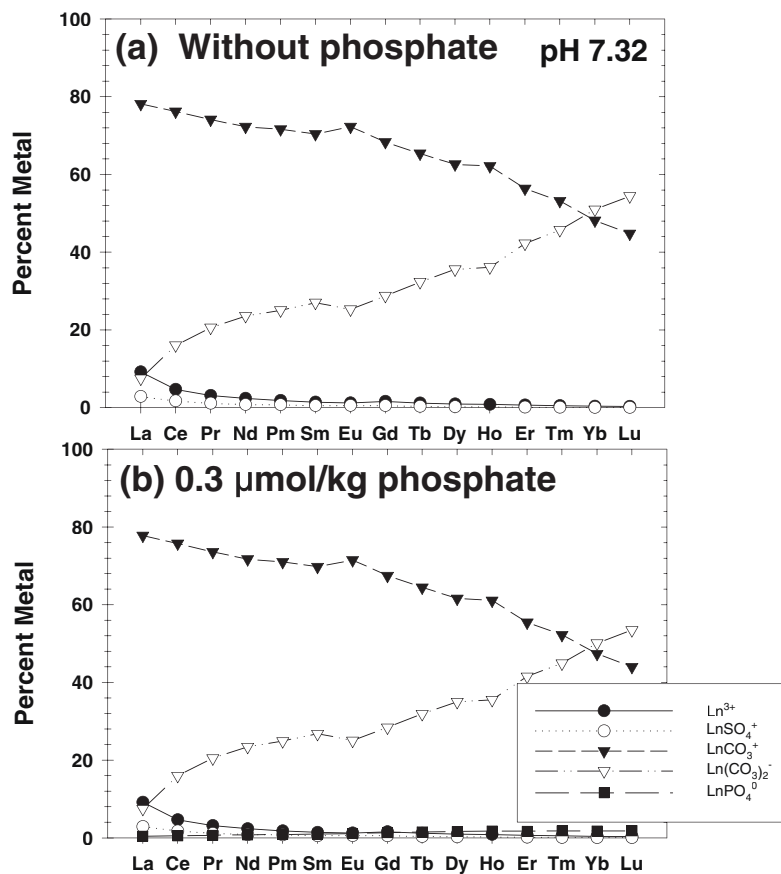 (a) Without phosphate pH 7.32
100
80
60
40
20
0
Percent Metal
La Ce Pr Nd Pm Sm Eu Gd Tb Dy Ho Er Tm Yb Lu
(b) 0.3 µmol/kg phosphate
100
80
60
40
20
0
Percent Metal
La Ce Pr Nd Pm Sm Eu Gd Tb Dy Ho Er Tm Yb Lu
Ln³⁺
LnSO₄⁺
LnCO₃⁺
Ln(CO₃)₂⁻
LnPO₄⁰